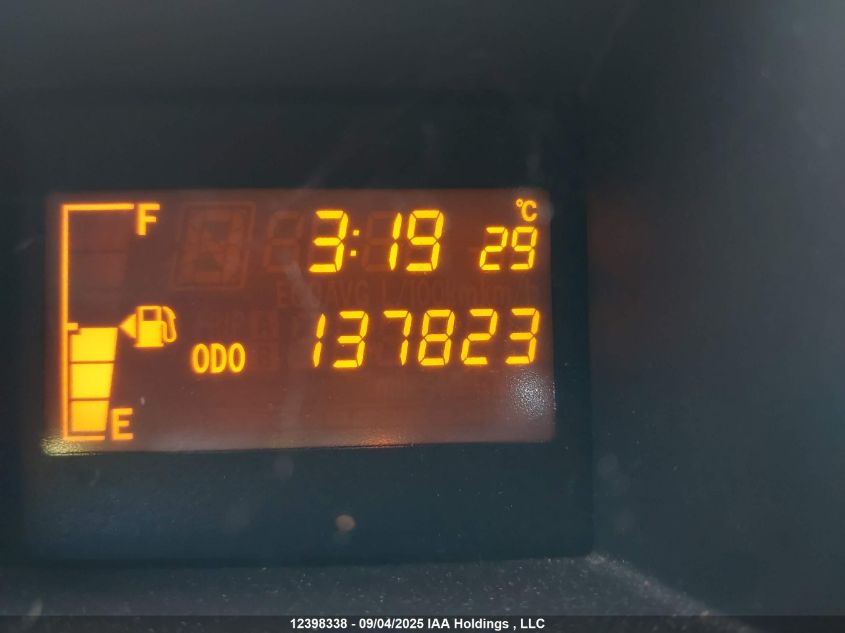 F
3:19 29 °C
ODO 137823
E
12398338 - 09/04/2025 IAA Holdings , LLC